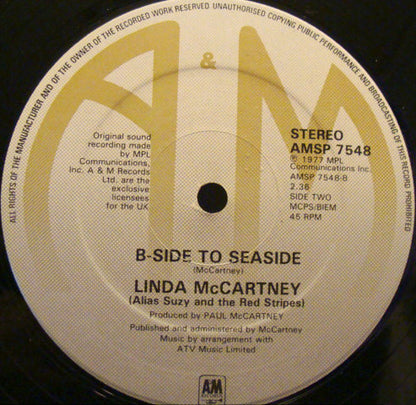 ALL RIGHTS OF THE MANUFACTURER AND OF THE OWNER OF THE RECORDED WORK RESERVED UNAUTHORISED COPYING PUBLIC PERFORMANCE AND BROADCASTING OF THIS RECORD PROHIBITED
A & M
Original sound
recording made
by MPL
Communications,
Inc. A & M Records
Ltd. are the
exclusive
licensees
for the UK
STEREO
AMSP 7548
℗ 1977 MPL
Communications Inc.
AMSP 7548-B
2.36
SIDE TWO
MCPS/BIEM
45 RPM
B-SIDE TO SEASIDE
(McCartney)
LINDA McCARTNEY
(Alias Suzy and the Red Stripes)
Produced by PAUL McCARTNEY
Published and administered by McCartney
Music by arrangement with
ATV Music Limited
A&M
RECORDS